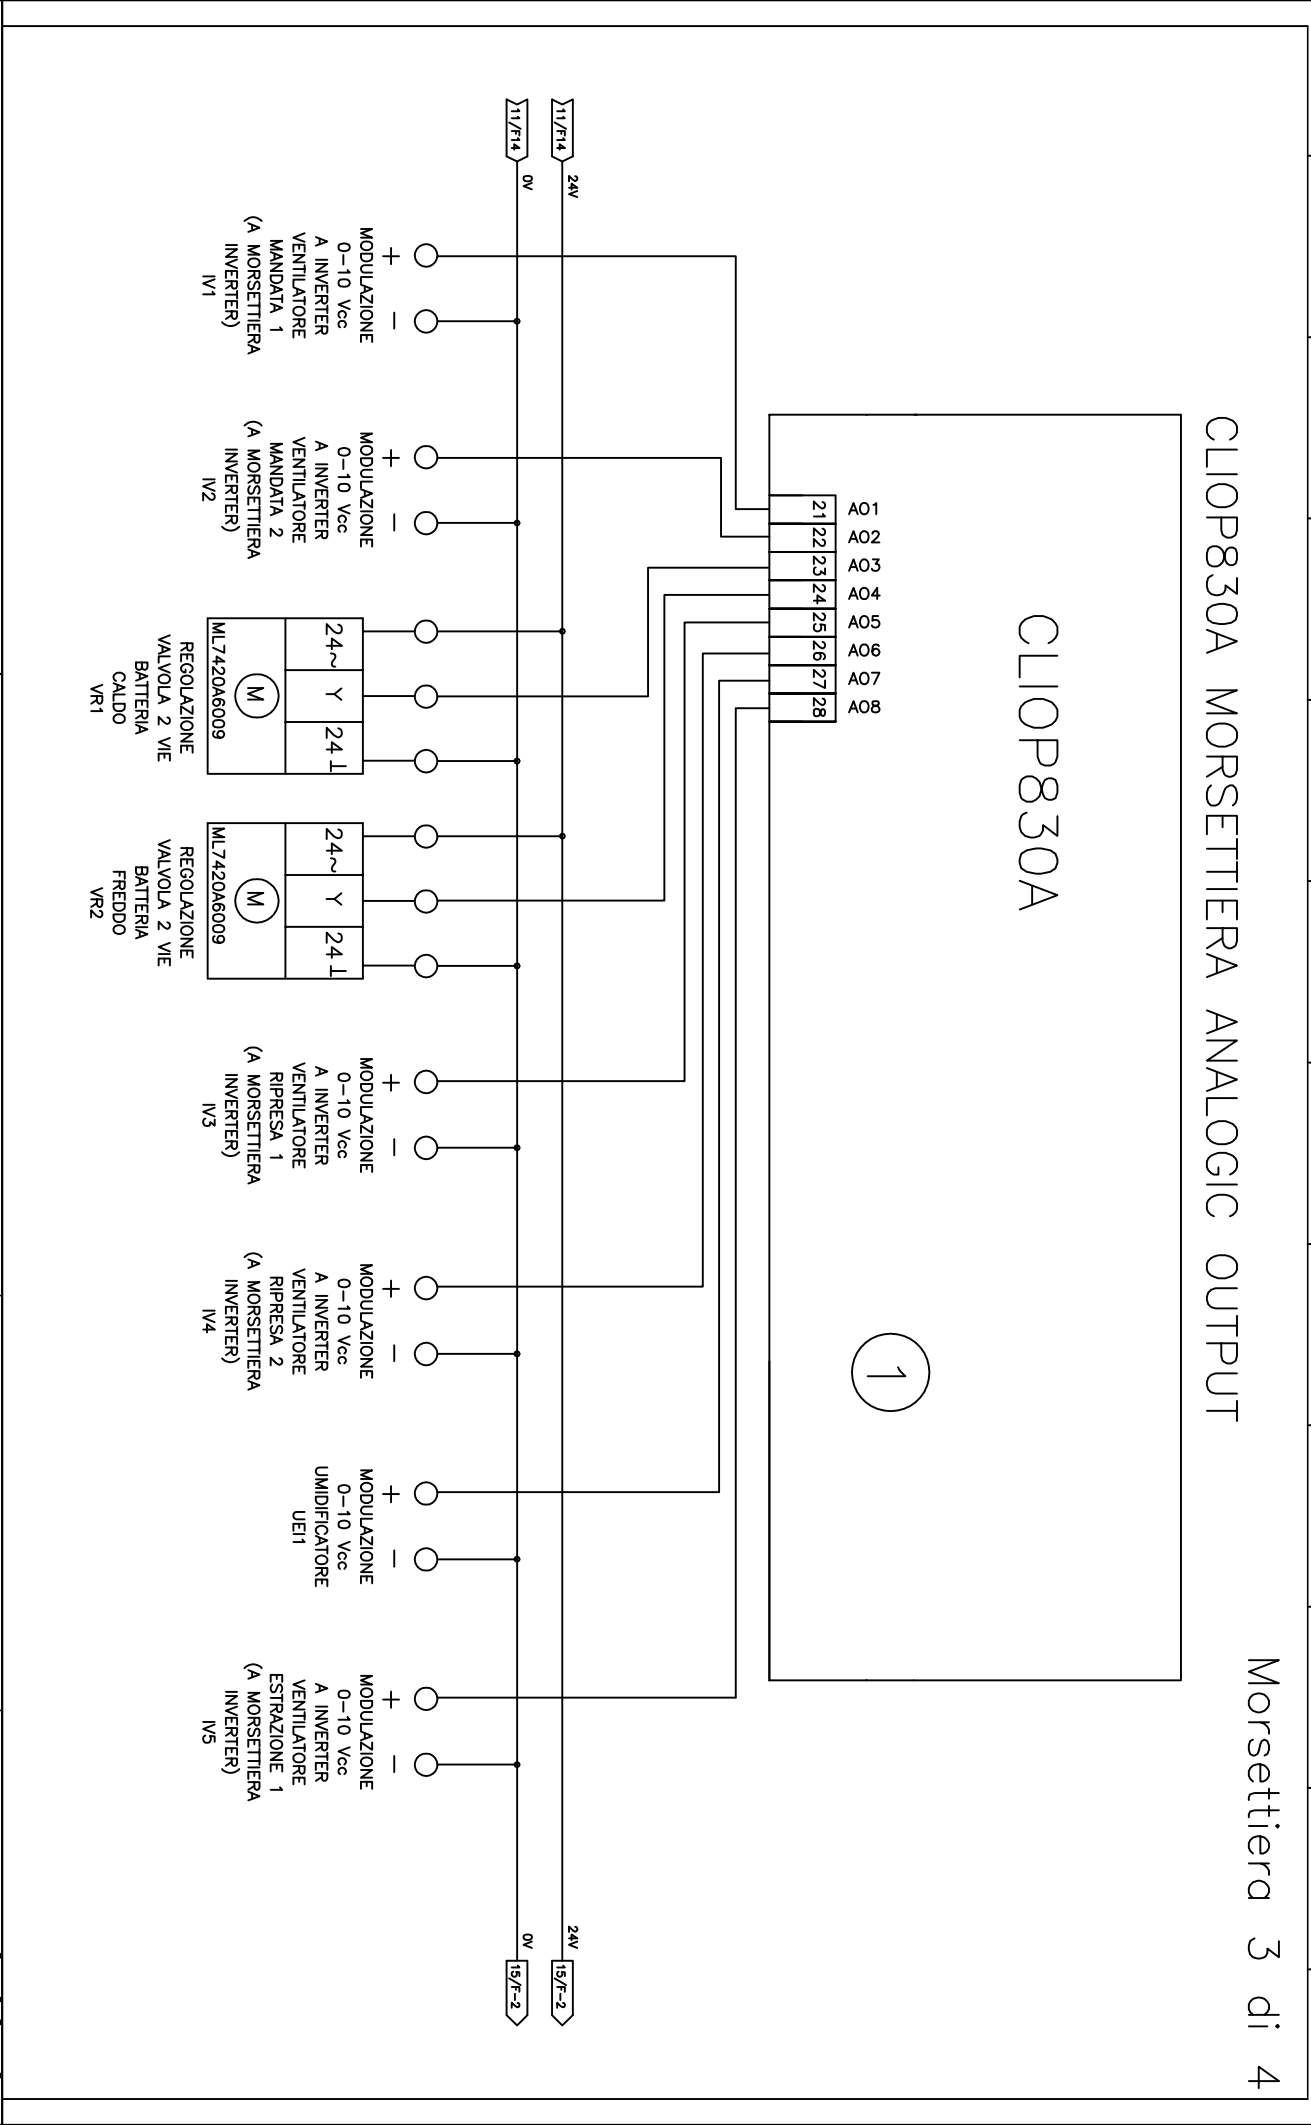 Morsettiera 3 di 4
CLIOP830A MORSETTIERA ANALOGIC OUTPUT
CLIOP830A
1
AO1
AO2
AO3
AO4
AO5
AO6
AO7
AO8
21
22
23
24
25
26
27
28
11/F14
24V
24V
15/F-2
11/F14
0V
0V
15/F-2
+ −
MODULAZIONE
0-10 Vcc
A INVERTER
VENTILATORE
MANDATA 1
(A MORSETTIERA
INVERTER)
IV1
+ −
MODULAZIONE
0-10 Vcc
A INVERTER
VENTILATORE
MANDATA 2
(A MORSETTIERA
INVERTER)
IV2
24~ Y 24⊥
M
ML7420A6009
REGOLAZIONE
VALVOLA 2 VIE
BATTERIA
CALDO
VR1
24~ Y 24⊥
M
ML7420A6009
REGOLAZIONE
VALVOLA 2 VIE
BATTERIA
FREDDO
VR2
+ −
MODULAZIONE
0-10 Vcc
A INVERTER
VENTILATORE
RIPRESA 1
(A MORSETTIERA
INVERTER)
IV3
+ −
MODULAZIONE
0-10 Vcc
A INVERTER
VENTILATORE
RIPRESA 2
(A MORSETTIERA
INVERTER)
IV4
+ −
MODULAZIONE
0-10 Vcc
UMIDIFICATORE
UEI1
+ −
MODULAZIONE
0-10 Vcc
A INVERTER
VENTILATORE
ESTRAZIONE 1
(A MORSETTIERA
INVERTER)
IV5